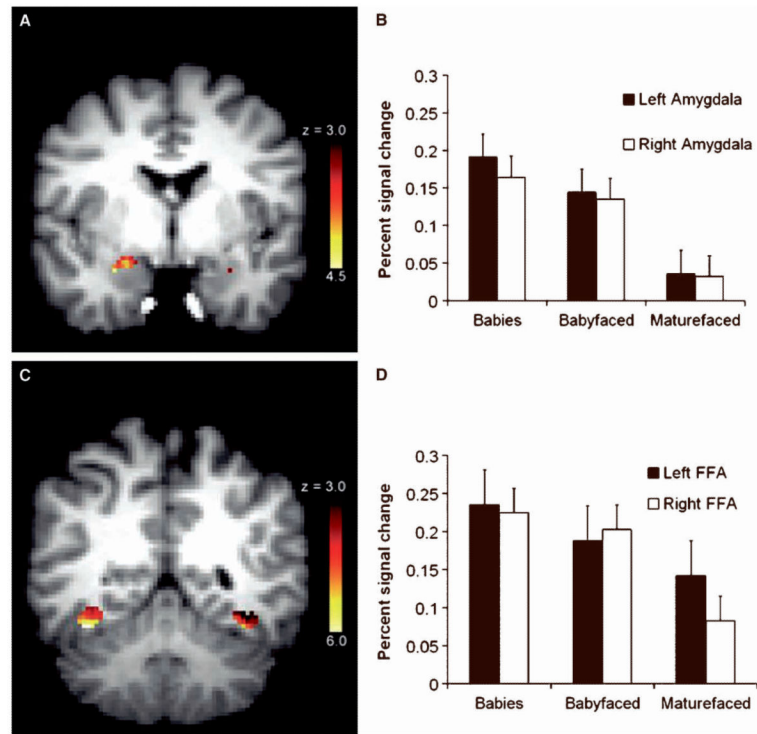 A
z = 3.0
4.5
B
Percent signal change
0.3
0.25
0.2
0.15
0.1
0.05
0
Left Amygdala
Right Amygdala
Babies
Babyfaced
Maturefaced
C
z = 3.0
6.0
D
Percent signal change
0.3
0.25
0.2
0.15
0.1
0.05
0
Left FFA
Right FFA
Babies
Babyfaced
Maturefaced